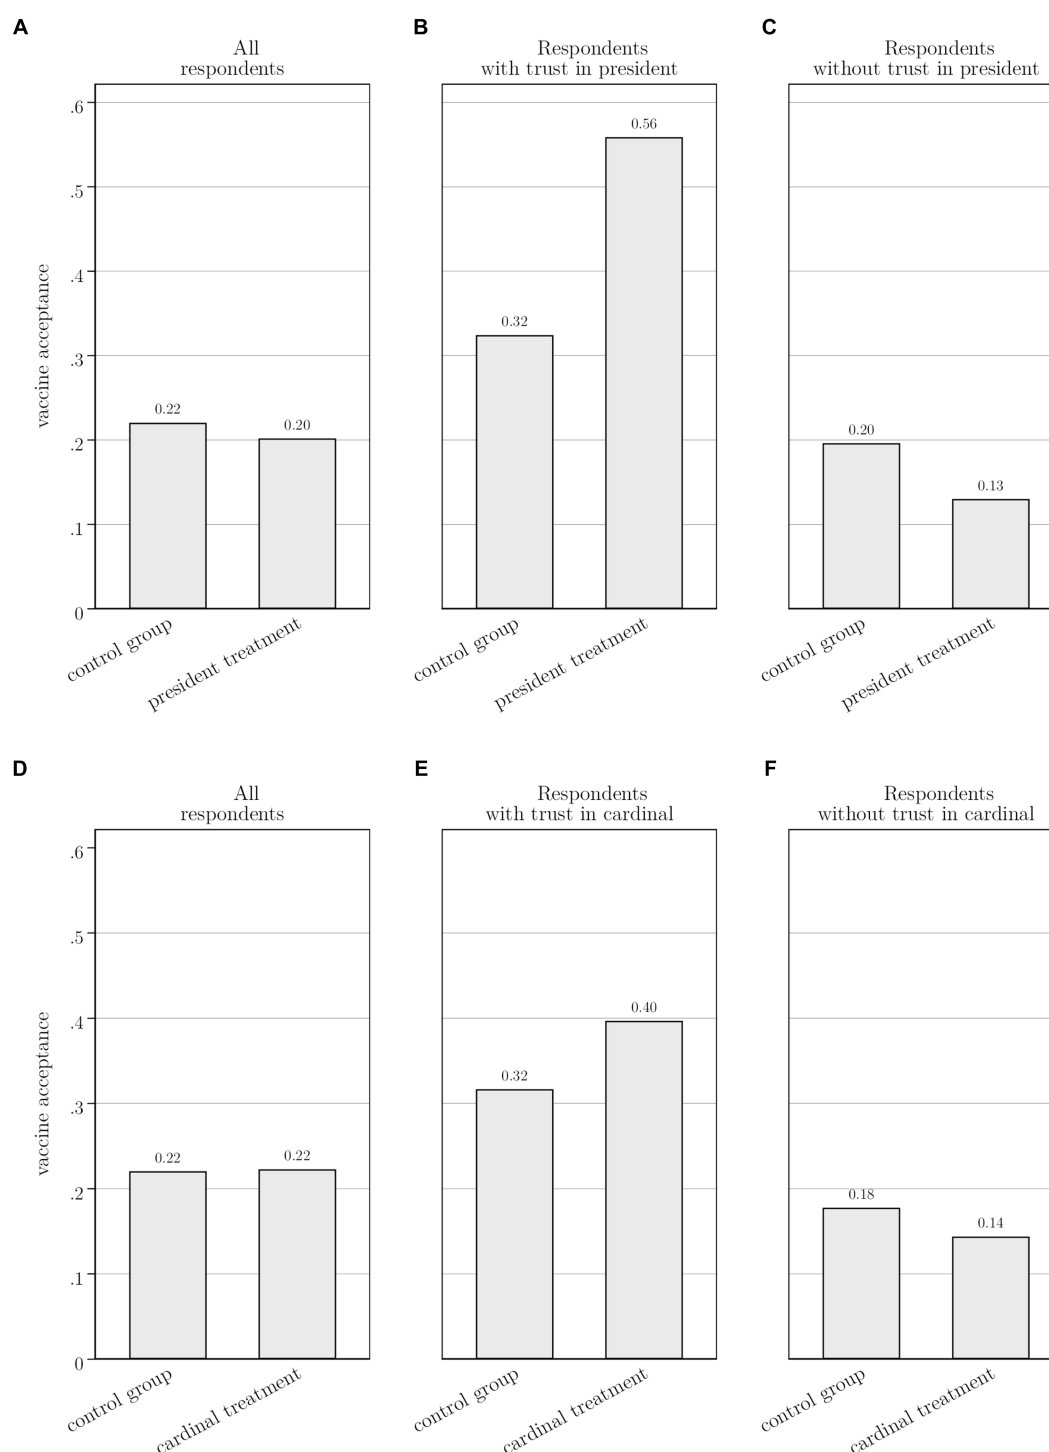 A
B
C
All
respondents
Respondents
with trust in president
Respondents
without trust in president
vaccine acceptance
.6
.5
.4
.3
.2
.1
0
0.22
0.20
0.32
0.56
0.20
0.13
control group
president treatment
control group
president treatment
control group
president treatment
D
E
F
All
respondents
Respondents
with trust in cardinal
Respondents
without trust in cardinal
vaccine acceptance
.6
.5
.4
.3
.2
.1
0
0.22
0.22
0.32
0.40
0.18
0.14
control group
cardinal treatment
control group
cardinal treatment
control group
cardinal treatment